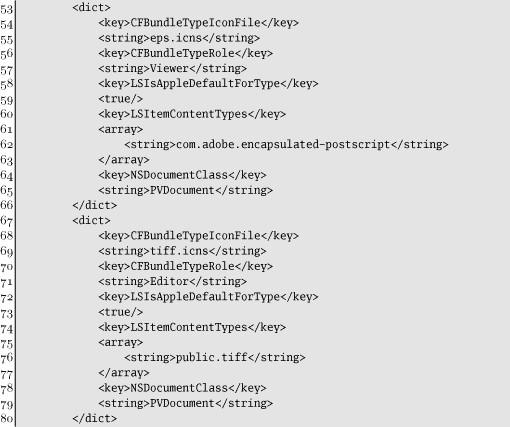 53 <dict>
54 <key>CFBundleTypeIconFile</key>
55 <string>eps.icns</string>
56 <key>CFBundleTypeRole</key>
57 <string>Viewer</string>
58 <key>LSIsAppleDefaultForType</key>
59 <true/>
60 <key>LSItemContentTypes</key>
61 <array>
62 <string>com.adobe.encapsulated-postscript</string>
63 </array>
64 <key>NSDocumentClass</key>
65 <string>PVDocument</string>
66 </dict>
67 <dict>
68 <key>CFBundleTypeIconFile</key>
69 <string>tiff.icns</string>
70 <key>CFBundleTypeRole</key>
71 <string>Editor</string>
72 <key>LSIsAppleDefaultForType</key>
73 <true/>
74 <key>LSItemContentTypes</key>
75 <array>
76 <string>public.tiff</string>
77 </array>
78 <key>NSDocumentClass</key>
79 <string>PVDocument</string>
80 </dict>